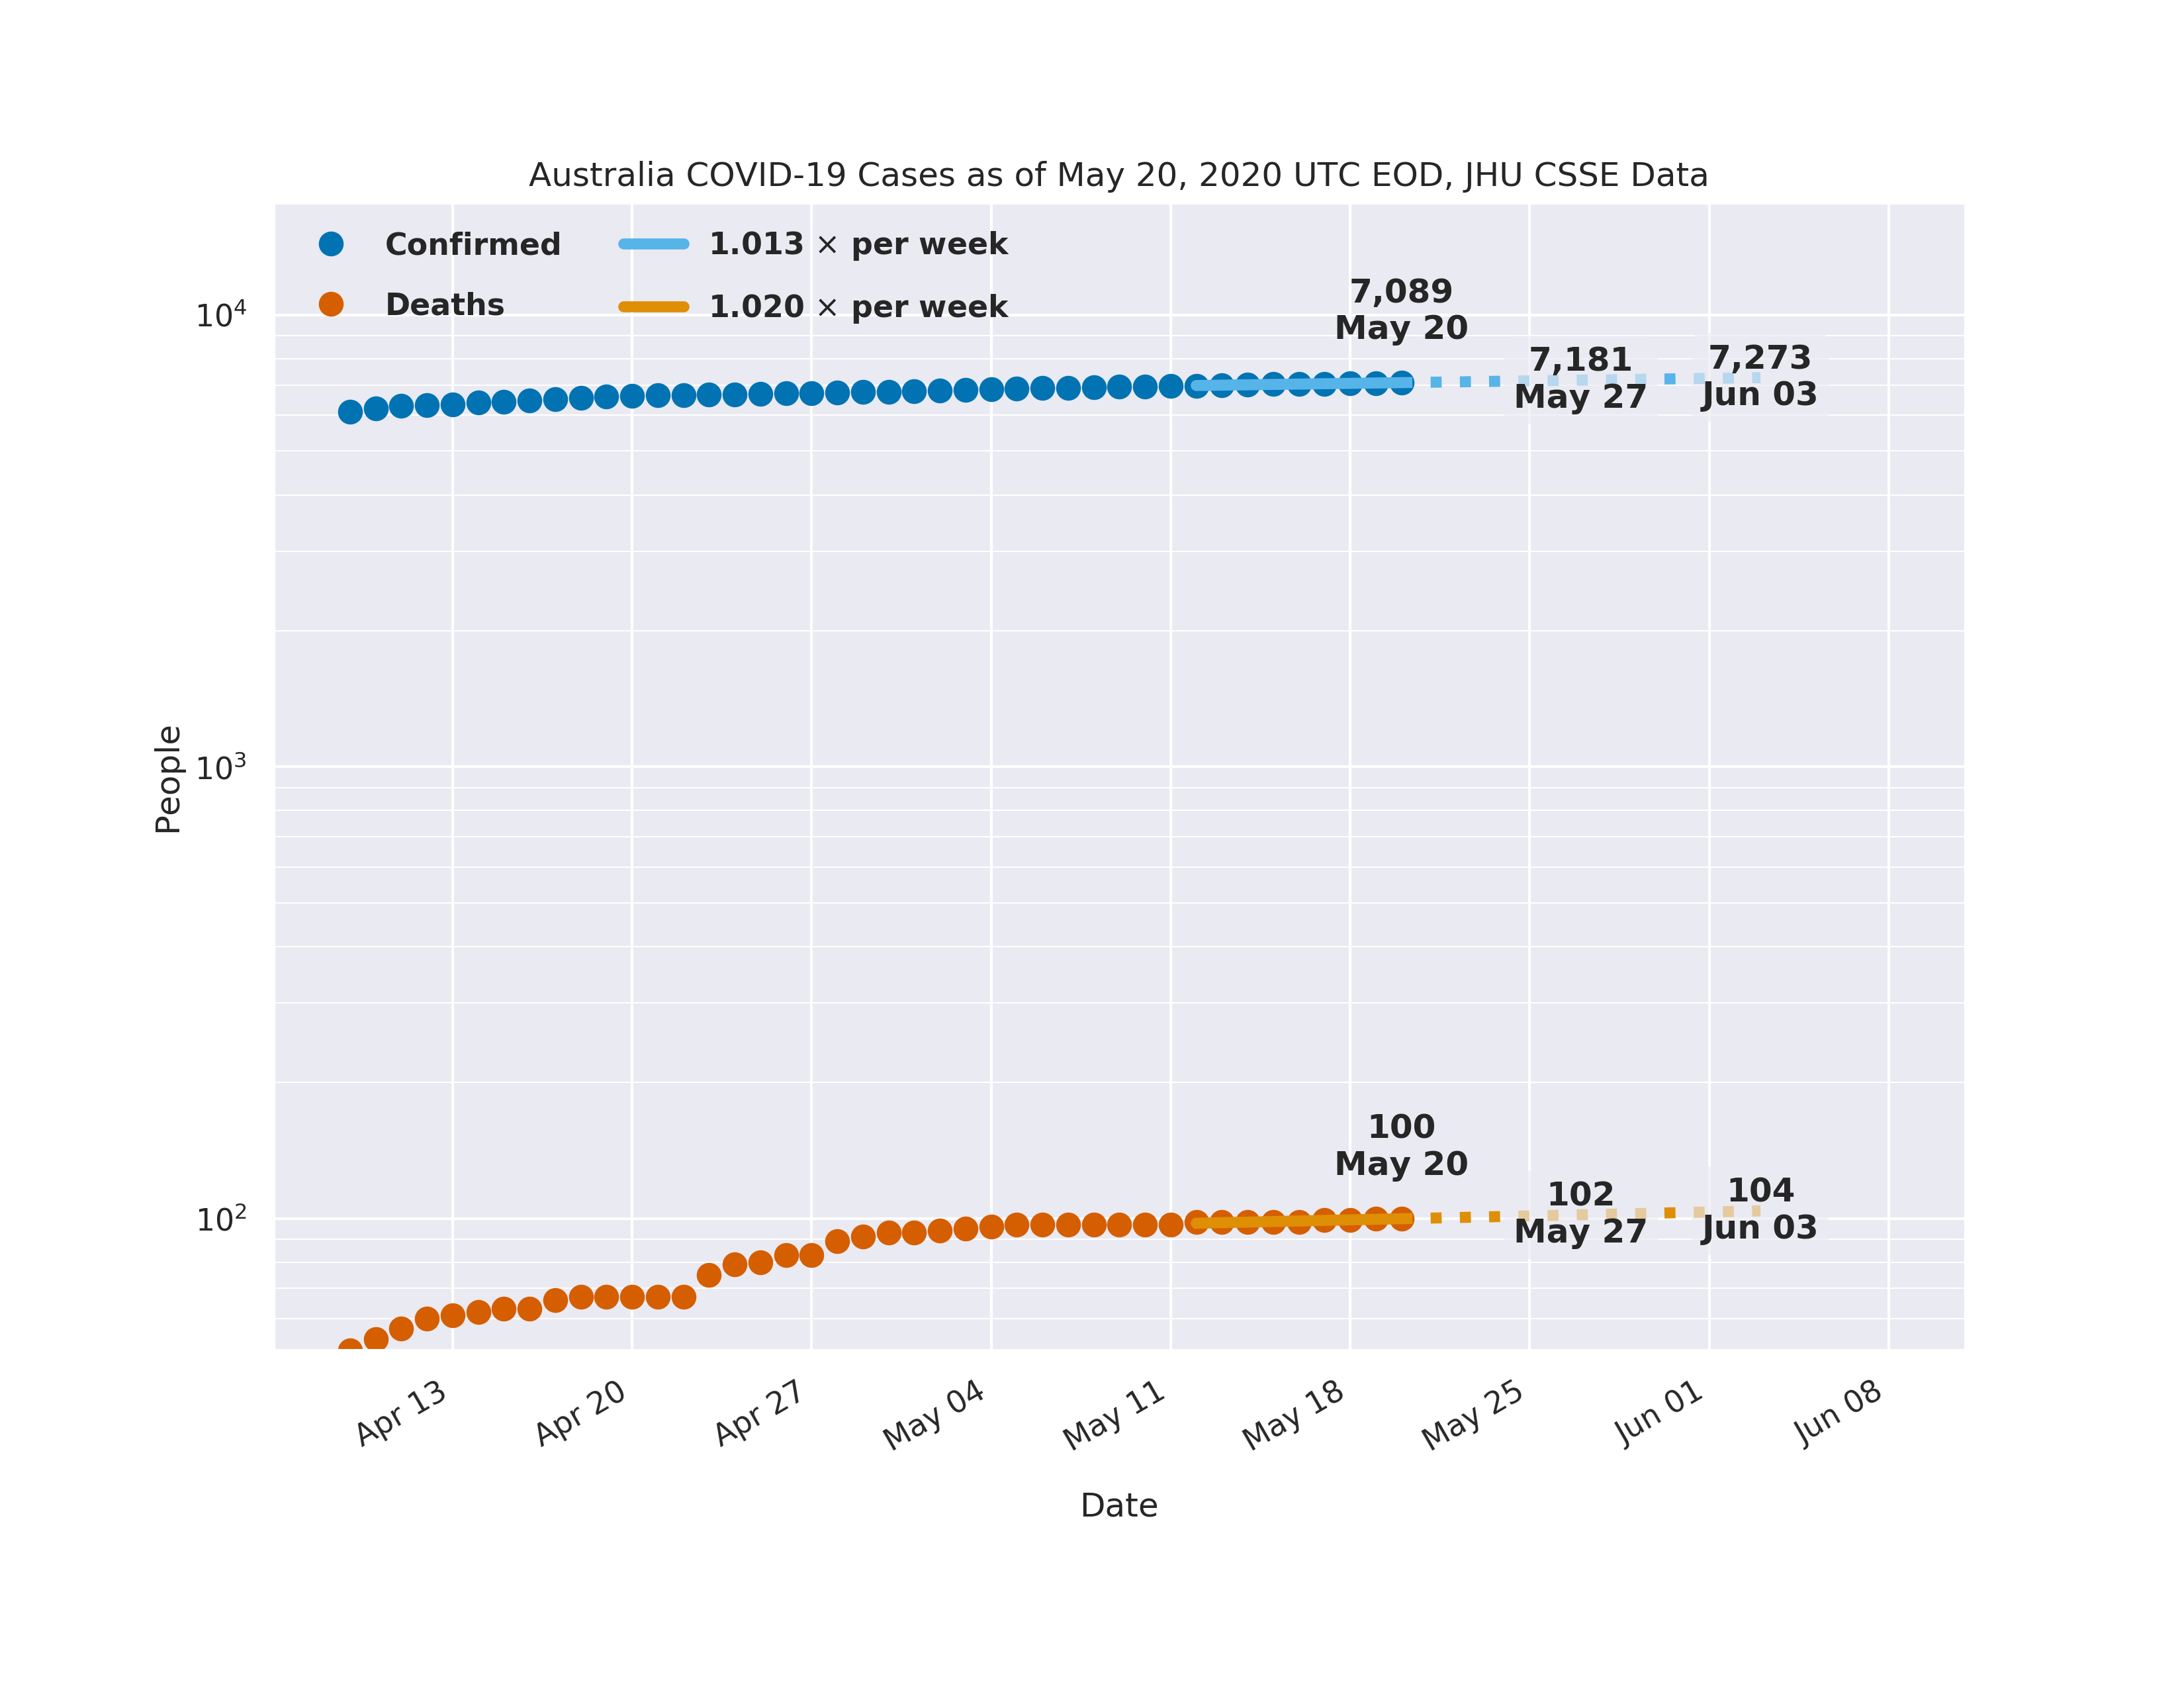 Australia COVID-19 Cases as of May 20, 2020 UTC EOD, JHU CSSE Data
Confirmed
Deaths
1.013 × per week
1.020 × per week
7,089
May 20
7,181
May 27
7,273
Jun 03
100
May 20
102
May 27
104
Jun 03
People
10⁴
10³
10²
Apr 13
Apr 20
Apr 27
May 04
May 11
May 18
May 25
Jun 01
Jun 08
Date